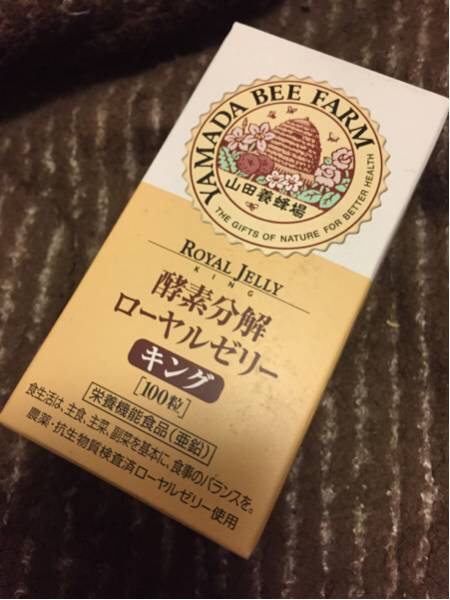 YAMADA BEE FARM
山田養蜂場
THE GIFTS OF NATURE FOR BETTER HEALTH
ROYAL JELLY
KING
酵素分解
ローヤルゼリー
キング
[100粒]
栄養機能食品(亜鉛)
食生活は、主食、主菜、副菜を基本に、食事のバランスを。
農薬・抗生物質検査済ローヤルゼリー使用